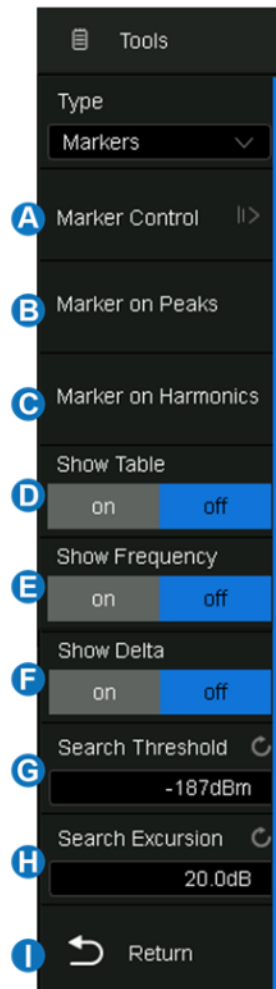 Tools
Type
Markers
A Marker Control
B Marker on Peaks
C Marker on Harmonics
Show Table
D on off
Show Frequency
E on off
Show Delta
F on off
Search Threshold
G -187dBm
Search Excursion
H 20.0dB
I Return